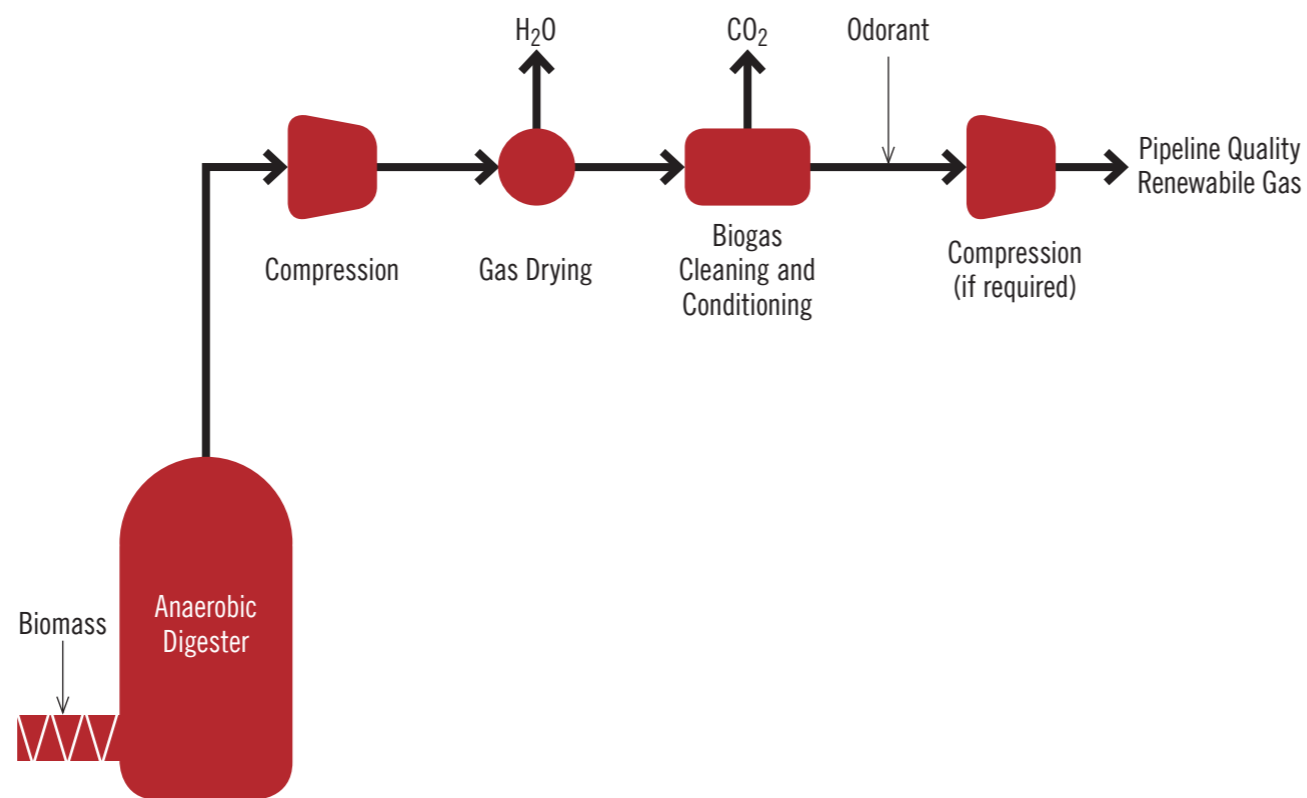 H₂O
CO₂
Odorant
Pipeline Quality
Renewabile Gas
Compression
Gas Drying
Biogas
Cleaning and
Conditioning
Compression
(if required)
Anaerobic
Digester
Biomass